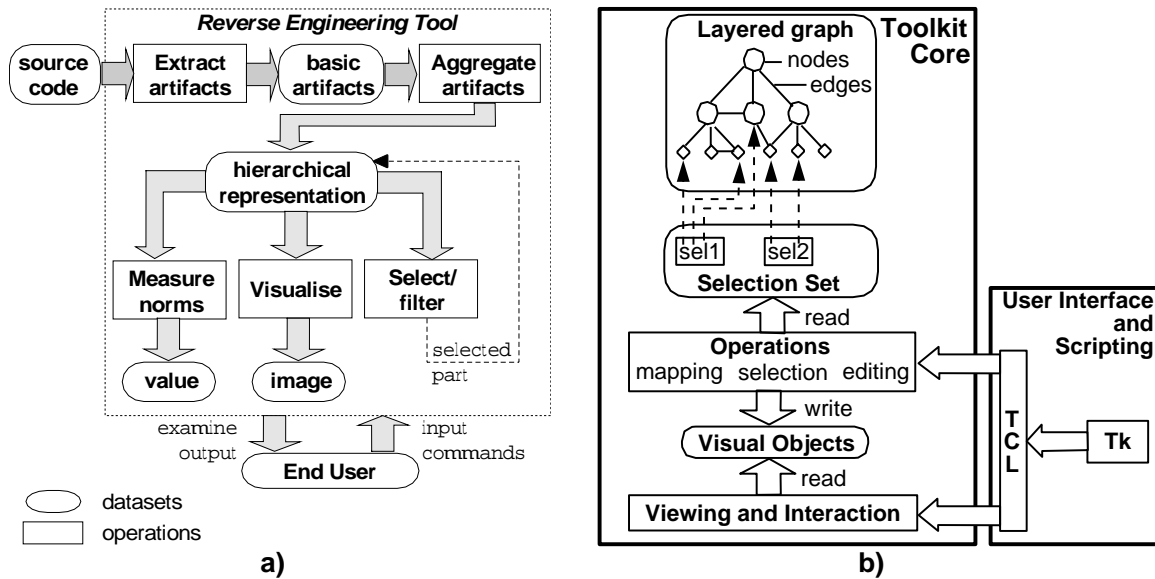 Reverse Engineering Tool
source
code
Extract
artifacts
basic
artifacts
Aggregate
artifacts
hierarchical
representation
Measure
norms
Visualise
Select/
filter
selected
part
value
image
examine
output
input
commands
End User
datasets
operations
a)
Layered graph
Toolkit
Core
nodes
edges
sel1
sel2
Selection Set
read
Operations
mapping selection editing
write
Visual Objects
read
Viewing and Interaction
User Interface
and
Scripting
T
C
L
Tk
b)